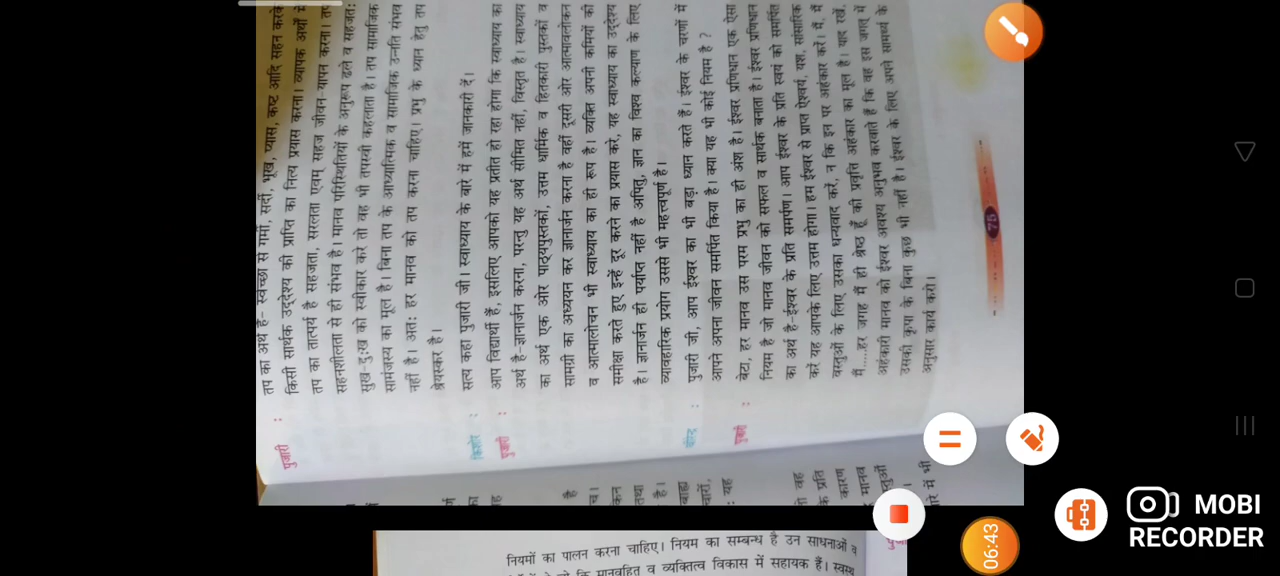 पुजारी : तप का अर्थ है- स्वेच्छा से गर्मी, सर्दी, भूख, प्यास, कष्ट आदि सहन करके
किसी सार्थक उद्देश्य की प्राप्ति का नित्य प्रयास करना। व्यापक अर्थों में
तप का तात्पर्य है सहजता, सरलता एवम् सहज जीवन-यापन करना। तप
सहनशीलता से ही संभव है। मानव परिस्थितियों के अनुरूप ढले व सहजतः
सुख-दुःख को स्वीकार करे तो वह भी तपस्वी कहलाता है। तप सामाजिक
सामंजस्य का मूल है। बिना तप के आध्यात्मिक व सामाजिक उन्नति संभव
नहीं है। अतः हर मानव को तप करना चाहिए। प्रभु के ध्यान हेतु तप
श्रेयस्कर है।
किशोर : सत्य कहा पुजारी जी। स्वाध्याय के बारे में हमें जानकारी दें।
पुजारी : आप विद्यार्थी हैं, इसलिए आपको यह प्रतीत हो रहा होगा कि स्वाध्याय का
अर्थ है-ज्ञानार्जन करना, परन्तु यह अर्थ सीमित नहीं, विस्तृत है। स्वाध्याय
का अर्थ एक ओर पाठ्यपुस्तकों, उत्तम धार्मिक व हितकारी पुस्तकों व
सामग्री का अध्ययन कर ज्ञानार्जन करना है वहीं दूसरी ओर आत्मावलोकन
व आत्मालोचन भी स्वाध्याय का ही रूप है। व्यक्ति अपनी कमियों की
समीक्षा करते हुए इन्हें दूर करने का प्रयास करे, यह स्वाध्याय का उद्देश्य
है। ज्ञानार्जन ही पर्याप्त नहीं है अपितु, ज्ञान का विश्व कल्याण के लिए
व्यावहारिक प्रयोग उससे भी महत्त्वपूर्ण है।
: पुजारी जी, आप ईश्वर का भी बड़ा ध्यान करते हैं। ईश्वर के चरणों में
आपने अपना जीवन समर्पित किया है। क्या यह भी कोई नियम है ?
पुजारी : बेटा, हर मानव उस परम प्रभु का ही अंश है। ईश्वर प्रणिधान एक ऐसा
नियम है जो मानव जीवन को सफल व सार्थक बनाता है। ईश्वर प्रणिधान
का अर्थ है-ईश्वर के प्रति समर्पण। आप ईश्वर के प्रति स्वयं को समर्पित
करें यह आपके लिए उत्तम होगा। हम ईश्वर से प्राप्त ऐश्वर्य, यश, सांसारिक
वस्तुओं के लिए उसका धन्यवाद करें, न कि इन पर अहंकार करें। मैं, मैं
मैं.....हर जगह मैं ही श्रेष्ठ हूँ की प्रवृत्ति अहंकार का मूल है। याद रखें,
अहंकारी मानव को ईश्वर अवश्य अनुभव करवाते हैं कि वह इस जगत् में
उसकी कृपा के बिना कुछ भी नहीं है। ईश्वर के लिए अपने सामर्थ्य के
अनुसार कार्य करो।
75
है
तथा
है।
: यह
के प्रति
कारण
मानव
नियमों का पालन करना चाहिए। नियम का सम्बन्ध है उन साधनाओं व
कि मानवहित व व्यक्तित्व विकास में सहायक हैं। स्वस्थ
06:43
MOBI
RECORDER